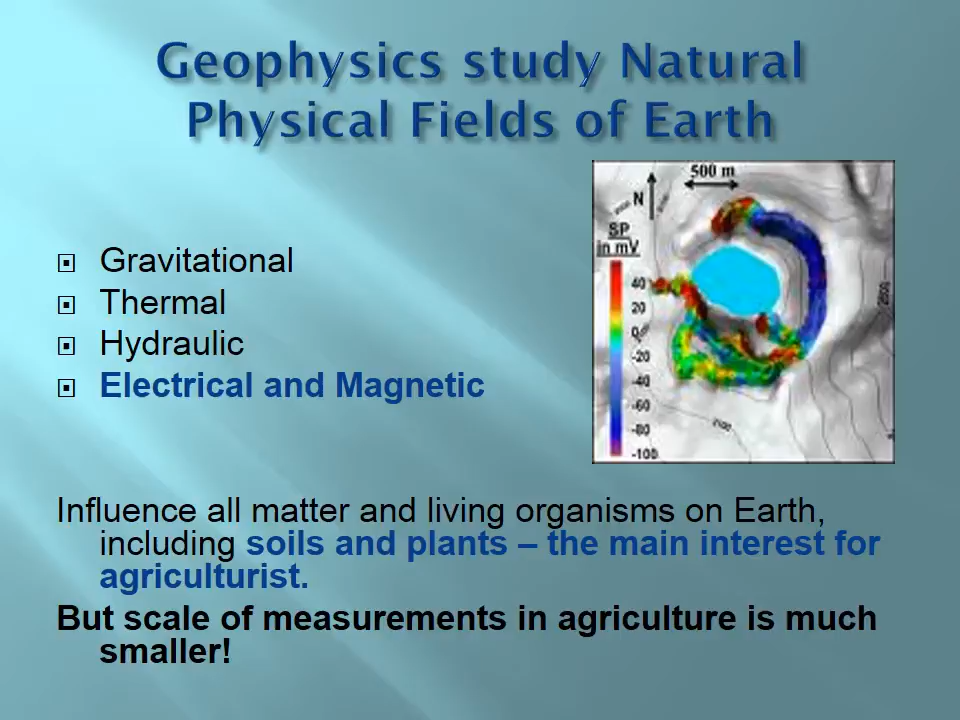 Geophysics study Natural
Physical Fields of Earth
Gravitational
Thermal
Hydraulic
Electrical and Magnetic
500 m
N
SP
in mV
40
20
0
-20
-40
-60
-80
-100
Influence all matter and living organisms on Earth,
including soils and plants – the main interest for
agriculturist.
But scale of measurements in agriculture is much
smaller!